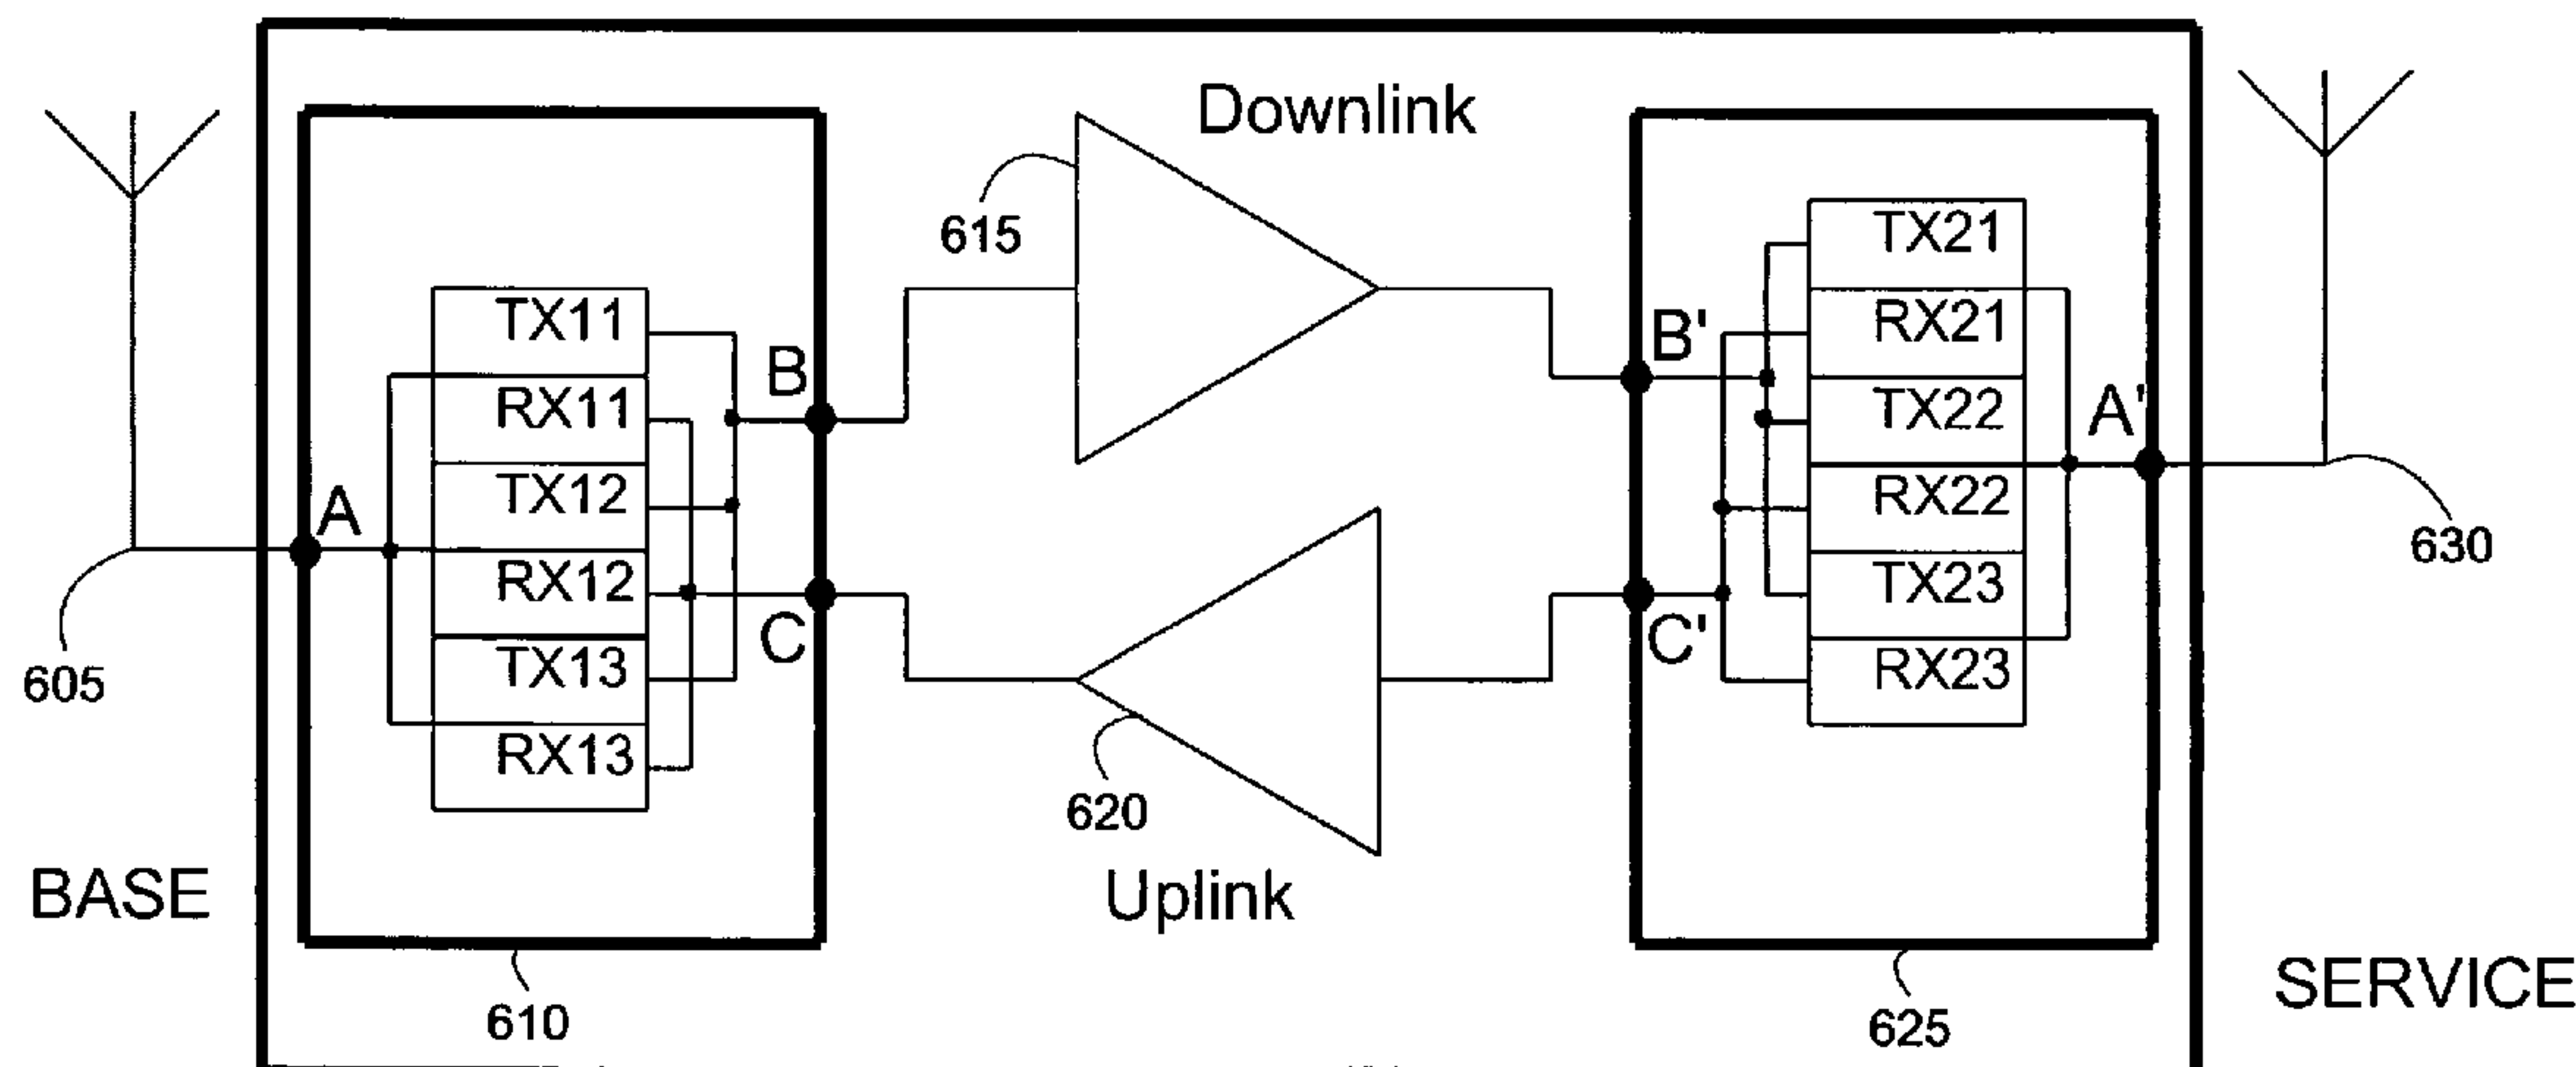 Downlink
615
TX11
RX11
TX12
RX12
TX13
RX13
A
B
C
605
BASE
610
620
Uplink
B'
C'
TX21
RX21
TX22
RX22
TX23
RX23
A'
630
625
SERVICE